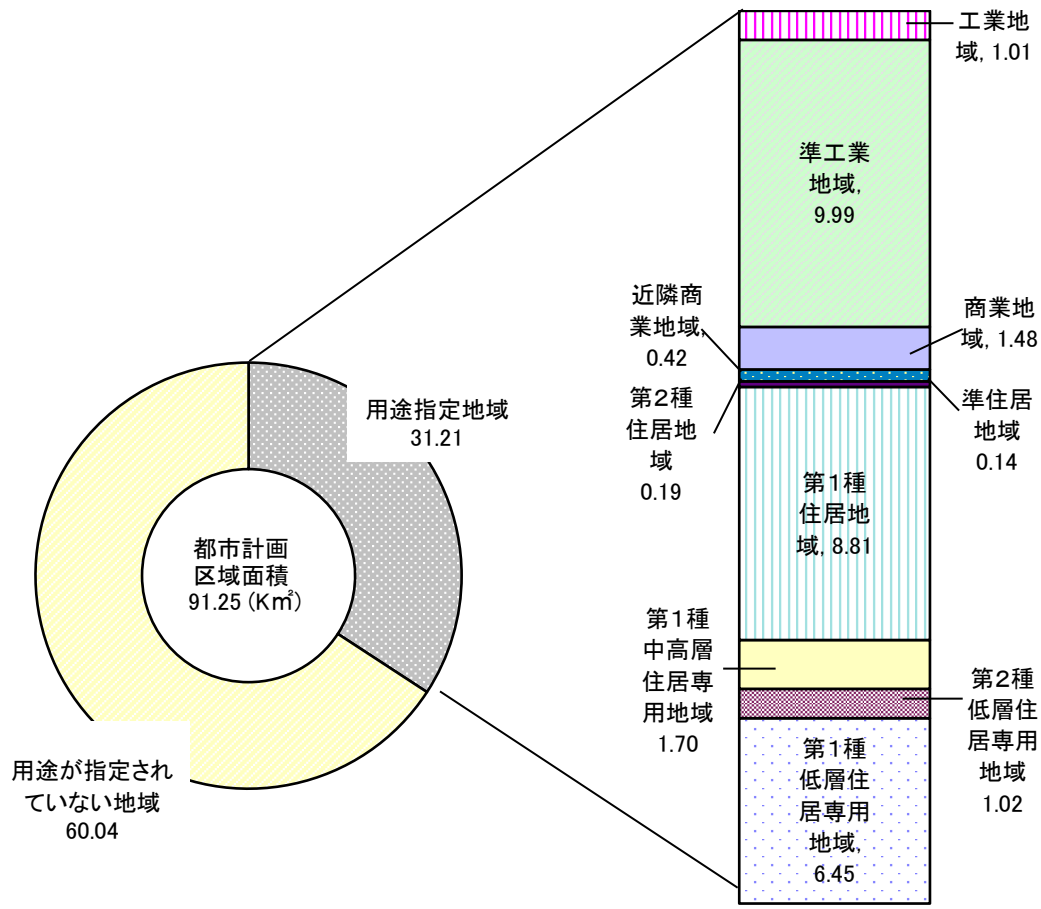 工業地
域, 1.01
準工業
地域,
9.99
近隣商
業地域,
0.42
商業地
域, 1.48
第2種
住居地
域
0.19
準住居
地域
0.14
用途指定地域
31.21
第1種
住居地
域, 8.81
都市計画
区域面積
91.25 (Km²)
第1種
中高層
住居専
用地域
1.70
第2種
低層住
居専用
地域
1.02
第1種
低層住
居専用
地域,
6.45
用途が指定され
ていない地域
60.04